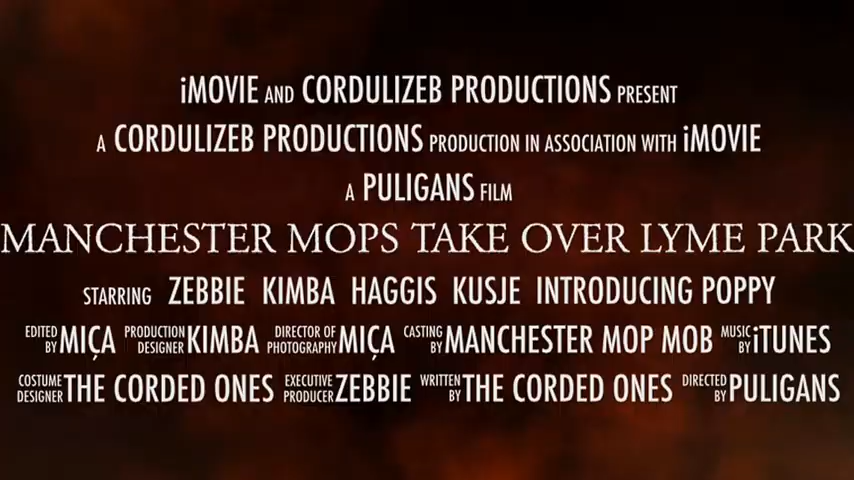 iMOVIE AND CORDULIZEB PRODUCTIONS PRESENT
A CORDULIZEB PRODUCTIONS PRODUCTION IN ASSOCIATION WITH iMOVIE
A PULIGANS FILM
MANCHESTER MOPS TAKE OVER LYME PARK
STARRING ZEBBIE KIMBA HAGGIS KUSJE INTRODUCING POPPY
EDITED BY MIÇA PRODUCTION DESIGNER KIMBA DIRECTOR OF PHOTOGRAPHY MIÇA CASTING BY MANCHESTER MOP MOB MUSIC BY iTUNES
COSTUME DESIGNER THE CORDED ONES EXECUTIVE PRODUCER ZEBBIE WRITTEN BY THE CORDED ONES DIRECTED BY PULIGANS